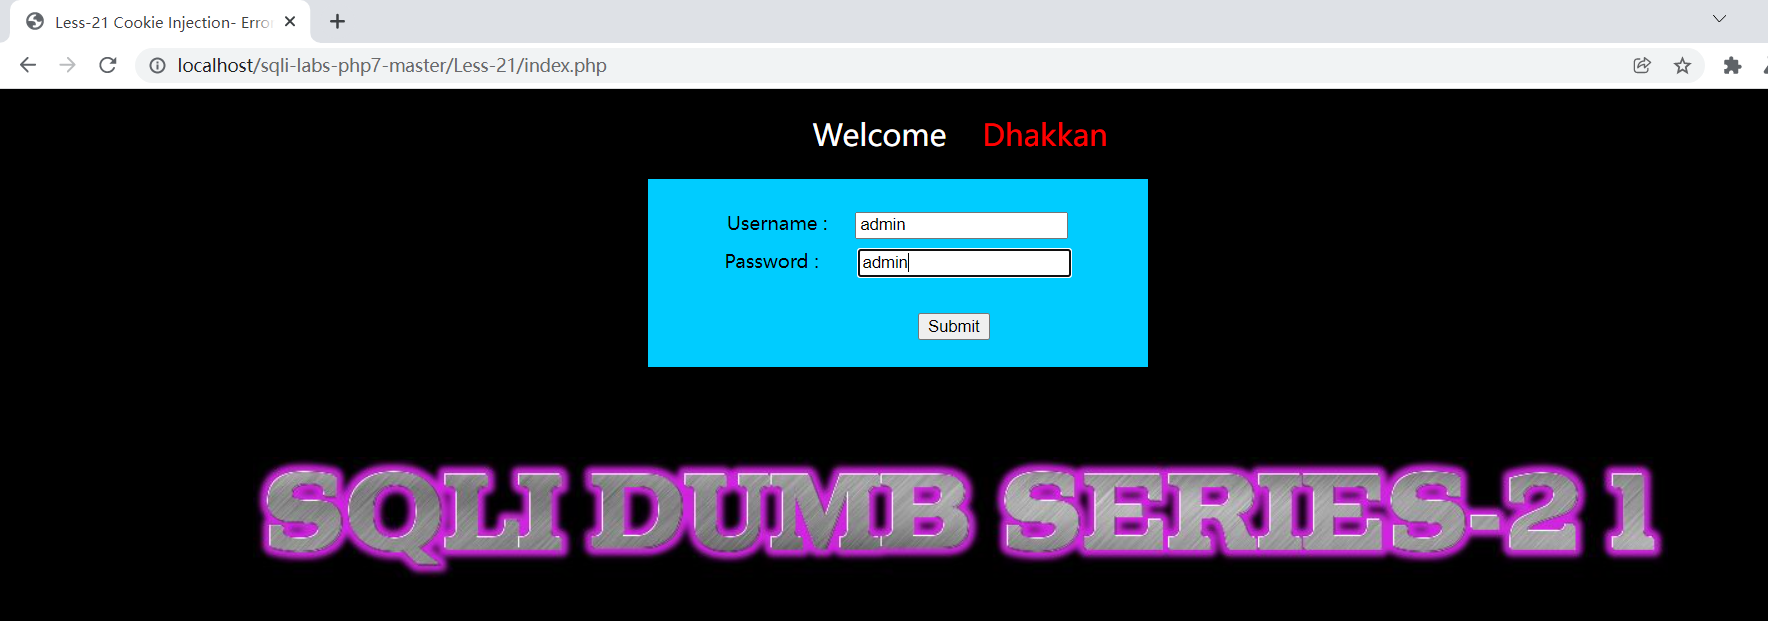 Less-21 Cookie Injection- Erro
localhost/sqli-labs-php7-master/Less-21/index.php
Welcome Dhakkan
Username : admin
Password : admin
Submit
SQLI DUMB SERIES-21